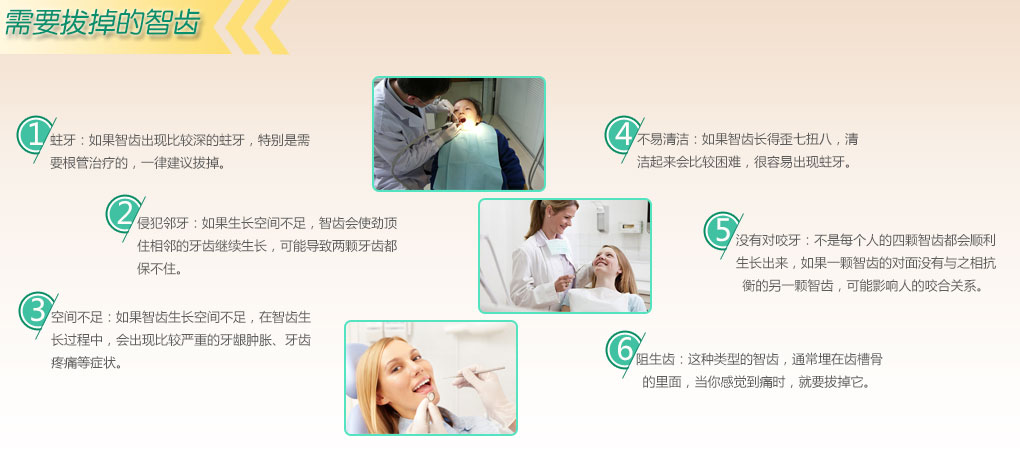 需要拔掉的智齿
1
蛀牙：如果智齿出现比较深的蛀牙，特别是需
要根管治疗的，一律建议拔掉。
2
侵犯邻牙：如果生长空间不足，智齿会使劲顶
住相邻的牙齿继续生长，可能导致两颗牙齿都
保不住。
3
空间不足：如果智齿生长空间不足，在智齿生
长过程中，会出现比较严重的牙龈肿胀、牙齿
疼痛等症状。
4
不易清洁：如果智齿长得歪七扭八，清
洁起来会比较困难，很容易出现蛀牙。
5
没有对咬牙：不是每个人的四颗智齿都会顺利
生长出来，如果一颗智齿的对面没有与之相抗
衡的另一颗智齿，可能影响人的咬合关系。
6
阻生齿：这种类型的智齿，通常埋在齿槽骨
的里面，当你感觉到痛时，就要拔掉它。